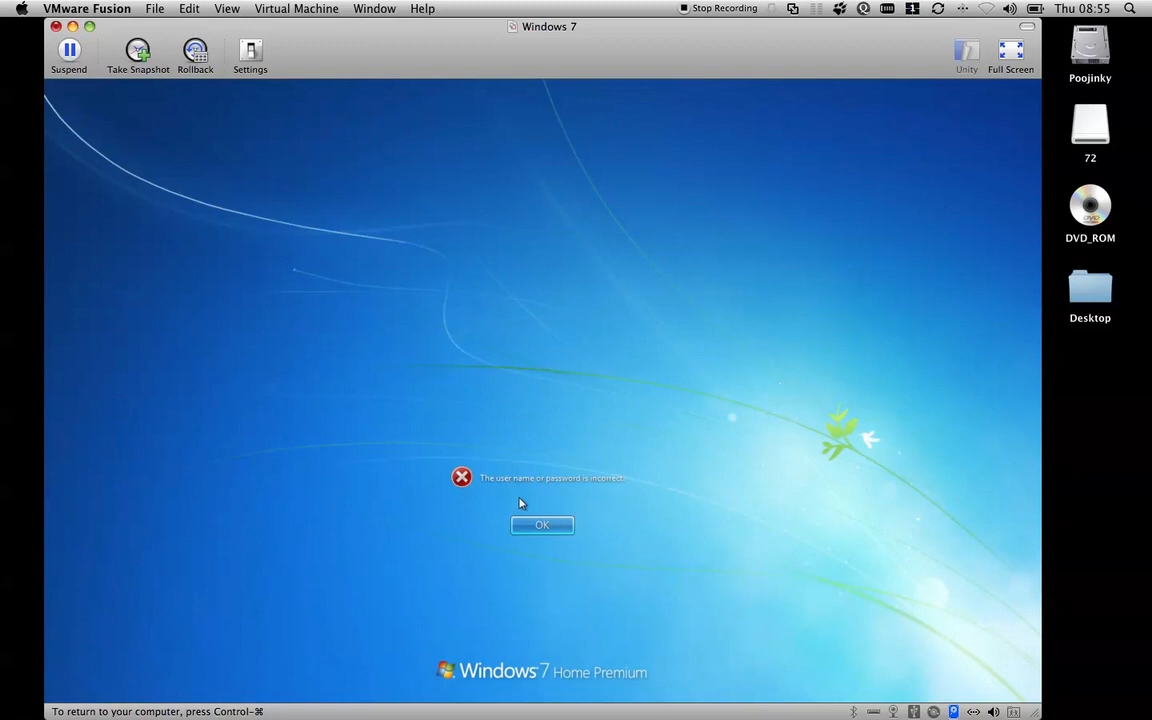 VMware Fusion File Edit View Virtual Machine Window Help Stop Recording 1 Thu 08:55
Windows 7
Suspend Take Snapshot Rollback Settings Unity Full Screen
Poojinky
72
DVD
DVD_ROM
Desktop
The user name or password is incorrect.
OK
Windows 7 Home Premium
To return to your computer, press Control-⌘